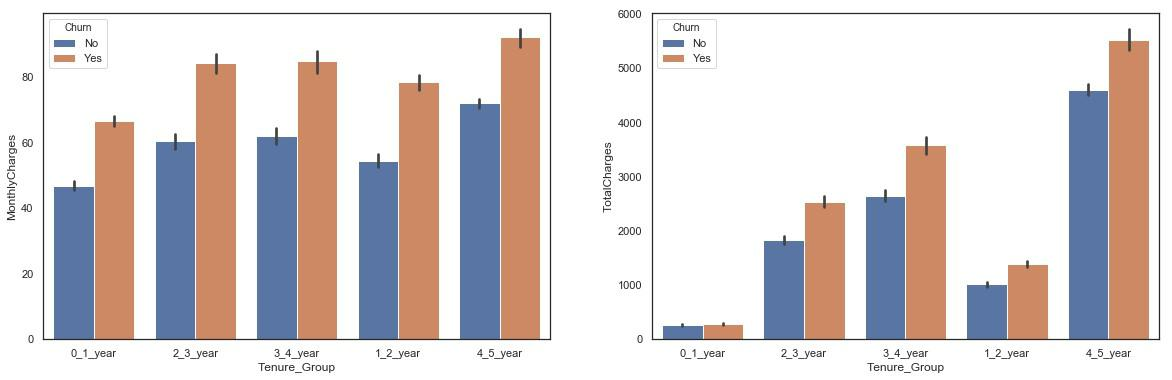 Churn
No
Yes
MonthlyCharges
80
60
40
20
0
0_1_year 2_3_year 3_4_year 1_2_year 4_5_year
Tenure_Group
Churn
No
Yes
TotalCharges
6000
5000
4000
3000
2000
1000
0
0_1_year 2_3_year 3_4_year 1_2_year 4_5_year
Tenure_Group